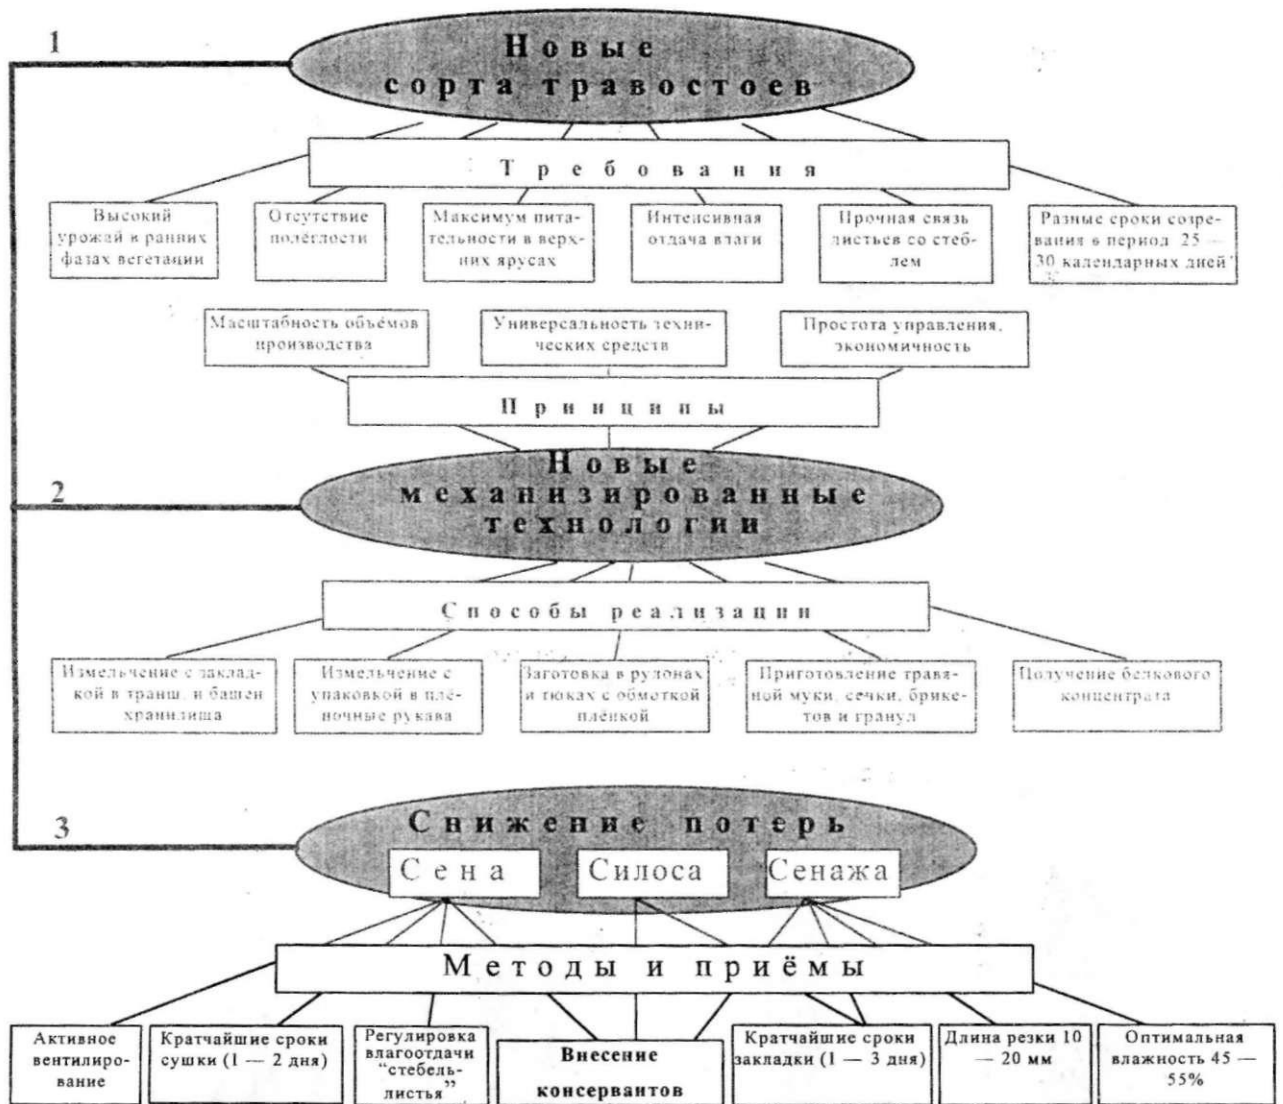 1
Новые
сорта травостоев
Требования
Высокий
урожай в ранних
фазах вегетации
Отсутствие
полёглости
Максимум пита-
тельности в верх-
них ярусах
Интенсивная
отдача влаги
Прочная связь
листьев со стеб-
лем
Разные сроки созре-
вания в период 25 —
30 календарных дней
Масштабность объёмов
производства
Универсальность техни-
ческих средств
Простота управления,
экономичность
Принципы
2
Новые
механизированные
технологии
Способы реализации
Измельчение с заклад-
кой в транш. и башен
хранилища
Измельчение с
упаковкой в плё-
ночные рукава
Заготовка в рулонах
и тюках с обмоткой
плёнкой
Приготовление травя-
ной муки, сечки, брике-
тов и гранул
Получение белкового
концентрата
3
Снижение потерь
Сена
Силоса
Сенажа
Методы и приёмы
Активное
вентилиро-
вание
Кратчайшие сроки
сушки (1 — 2 дня)
Регулировка
влагоотдачи
“стебель-
листья”
Внесение
консервантов
Кратчайшие сроки
закладки (1 — 3 дня)
Длина резки 10
— 20 мм
Оптимальная
влажность 45 —
55%